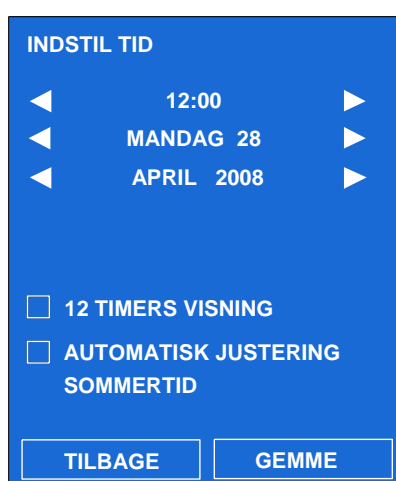 INDSTIL TID
12:00
MANDAG 28
APRIL 2008
12 TIMERS VISNING
AUTOMATISK JUSTERING
SOMMERTID
TILBAGE GEMME